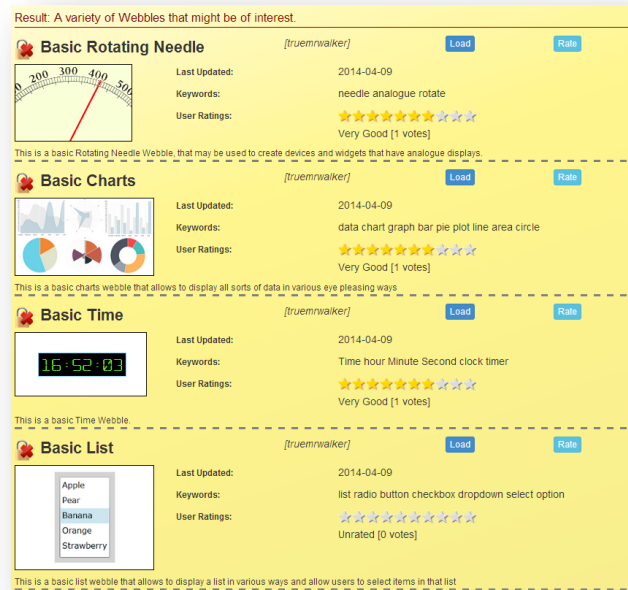 Result: A variety of Webbles that might be of interest.
Basic Rotating Needle [truemrwalker] Load Rate
200 300 400 500
0
Last Updated: 2014-04-09
Keywords: needle analogue rotate
User Ratings:
Very Good [1 votes]
This is a basic Rotating Needle Webble, that may be used to create devices and widgets that have analogue displays.
Basic Charts [truemrwalker] Load Rate
Last Updated: 2014-04-09
Keywords: data chart graph bar pie plot line area circle
User Ratings:
Very Good [1 votes]
This is a basic charts webble that allows to display all sorts of data in various eye pleasing ways
Basic Time [truemrwalker] Load Rate
16:52:03
Last Updated: 2014-04-09
Keywords: Time hour Minute Second clock timer
User Ratings:
Very Good [1 votes]
This is a basic Time Webble.
Basic List [truemrwalker] Load Rate
Apple
Pear
Banana
Orange
Strawberry
Last Updated: 2014-04-09
Keywords: list radio button checkbox dropdown select option
User Ratings:
Unrated [0 votes]
This is a basic list webble that allows to display a list in various ways and allow users to select items in that list